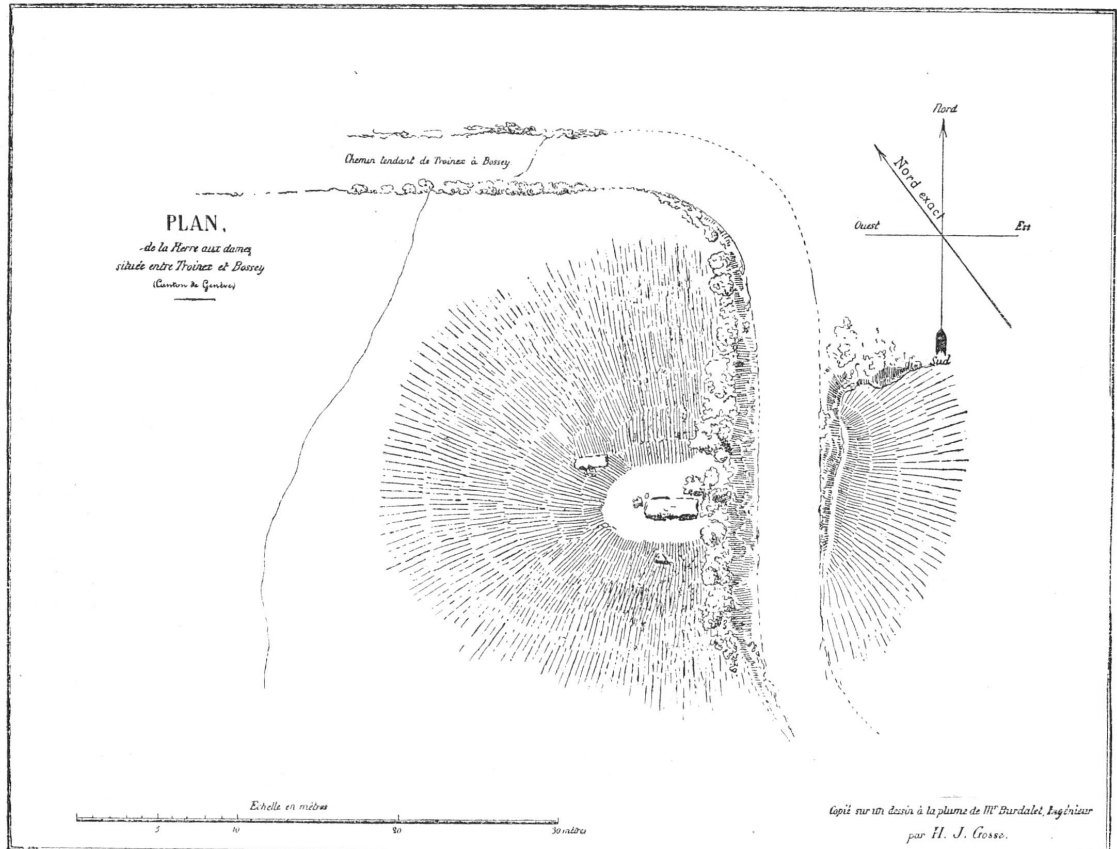 Nord
Chemin tendant de Troinex à Bossey
Nord exact
PLAN,
Ouest
Est
de la Pierre aux dames
située entre Troinex et Bossey
(Canton de Genève)
Sud
Echelle en mètres
5 10 20 30 mètres
Copié sur un dessin à la plume de Mr Burdalet, Ingénieur
par H. J. Gosse.